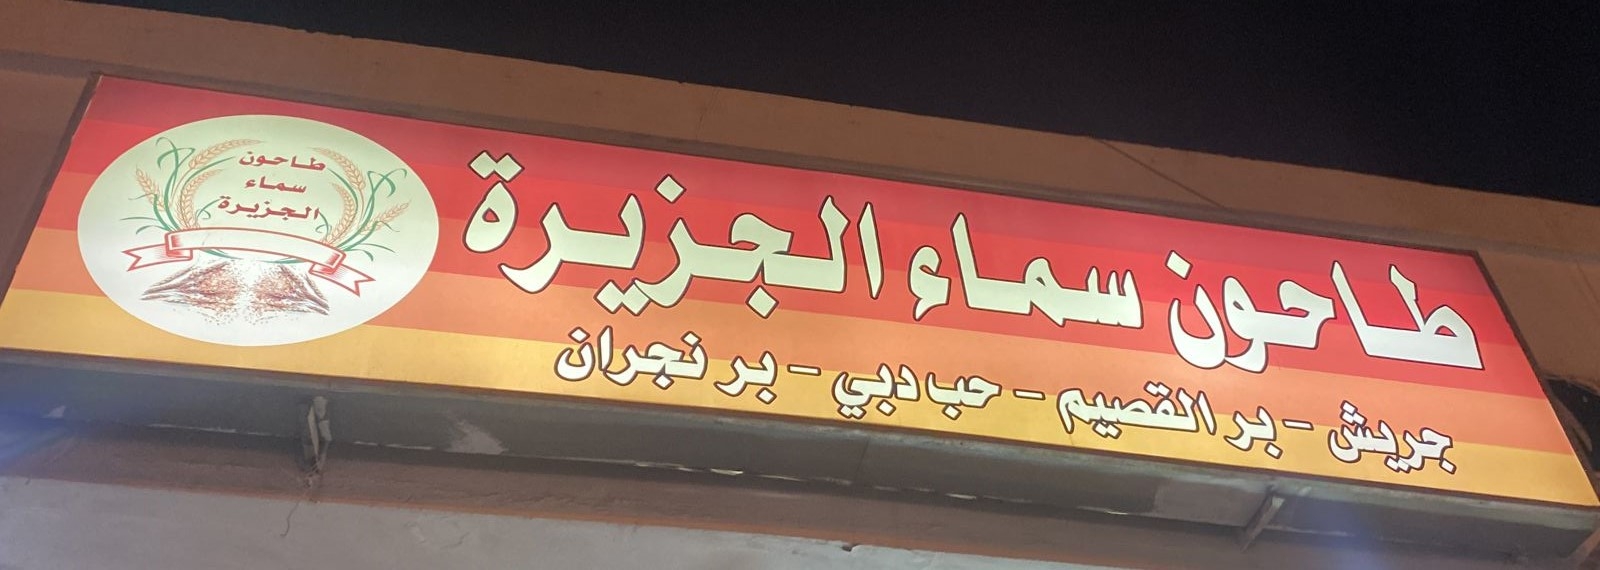 طاحون سماء الجزيرة
جريش - بر القصيم - حب دبي - بر نجران
طاحون
سماء
الجزيرة